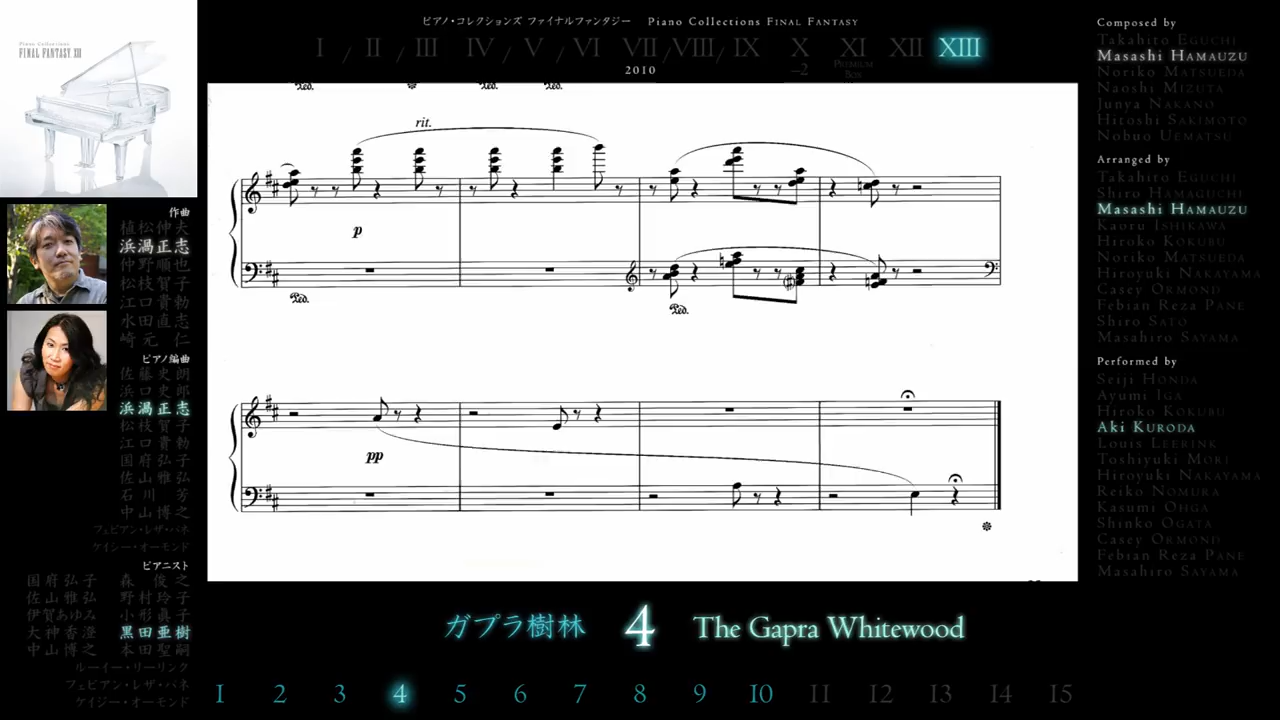 ピアノ・コレクションズ ファイナルファンタジー Piano Collections FINAL FANTASY
I / II / III IV / V / VI VII / VIII / IX X XI XII XIII
-2 PREMIUM BOX
2010
Piano Collections
FINAL FANTASY XIII
作曲
植松伸夫
浜渦正志
仲野順也
松枝賀子
江口貴勅
水田直志
崎元 仁
ピアノ編曲
佐藤史朗
浜口史郎
浜渦正志
松枝賀子
江口貴勅
国府弘子
佐山雅弘
石川 芳
中山博之
フェビアン・レザ・パネ
ケイシー・オーモンド
ピアニスト
国府弘子 森 俊之
佐山雅弘 野村玲子
伊賀あゆみ 小形眞子
大神香澄 黒田亜樹
中山博之 本田聖嗣
ルーイー・リーリンク
フェビアン・レザ・パネ
ケイジー・オーモンド
Ped. Ped. Ped.
rit.
p
Ped. Ped.
pp
ガプラ樹林 4 The Gapra Whitewood
1 2 3 4 5 6 7 8 9 10 11 12 13 14 15
Composed by
Takahito EGUCHI
Masashi HAMAUZU
Noriko MATSUEDA
Naoshi MIZUTA
Junya NAKANO
Hitoshi SAKIMOTO
Nobuo UEMATSU
Arranged by
Takahito EGUCHI
Shiro HAMAGUCHI
Masashi HAMAUZU
Kaoru ISHIKAWA
Hiroko KOKUBU
Noriko MATSUEDA
Hiroyuki NAKAYAMA
Casey ORMOND
Febian Reza PANE
Shiro SATO
Masahiro SAYAMA
Performed by
Seiji HONDA
Ayumi IGA
Hiroko KOKUBU
Aki KURODA
Louis LEERINK
Toshiyuki MORI
Hiroyuki NAKAYAMA
Reiko NOMURA
Kasumi OHGA
Shinko OGATA
Casey ORMOND
Febian Reza PANE
Masahiro SAYAMA